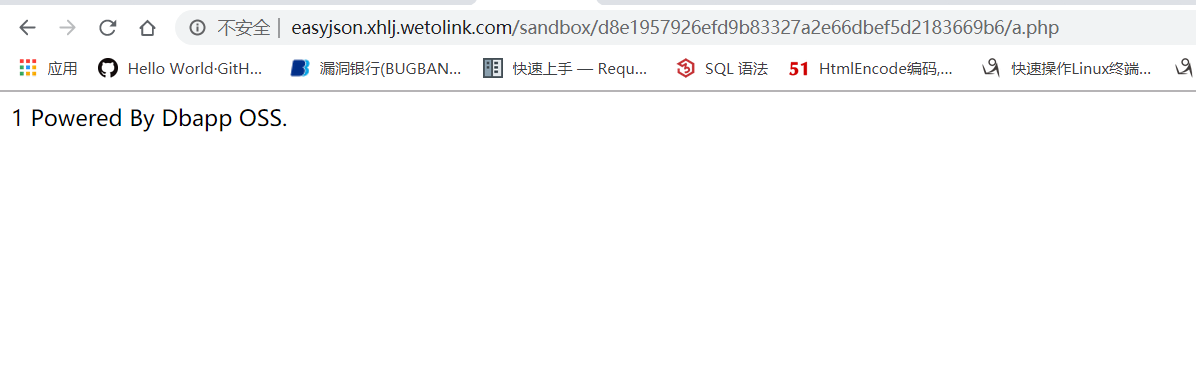 不安全 | easyjson.xhlj.wetolink.com/sandbox/d8e1957926efd9b83327a2e66dbef5d2183669b6/a.php
应用 Hello World·GitH... 漏洞银行(BUGBAN... 快速上手 — Requ... SQL 语法 51 HtmlEncode编码,... 快速操作Linux终端...
1 Powered By Dbapp OSS.